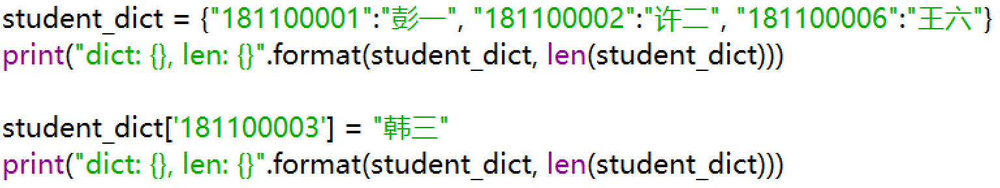 student_dict = {"181100001":"彭一", "181100002":"许二", "181100006":"王六"}
print("dict: {}, len: {}".format(student_dict, len(student_dict)))
student_dict['181100003'] = "韩三"
print("dict: {}, len: {}".format(student_dict, len(student_dict)))